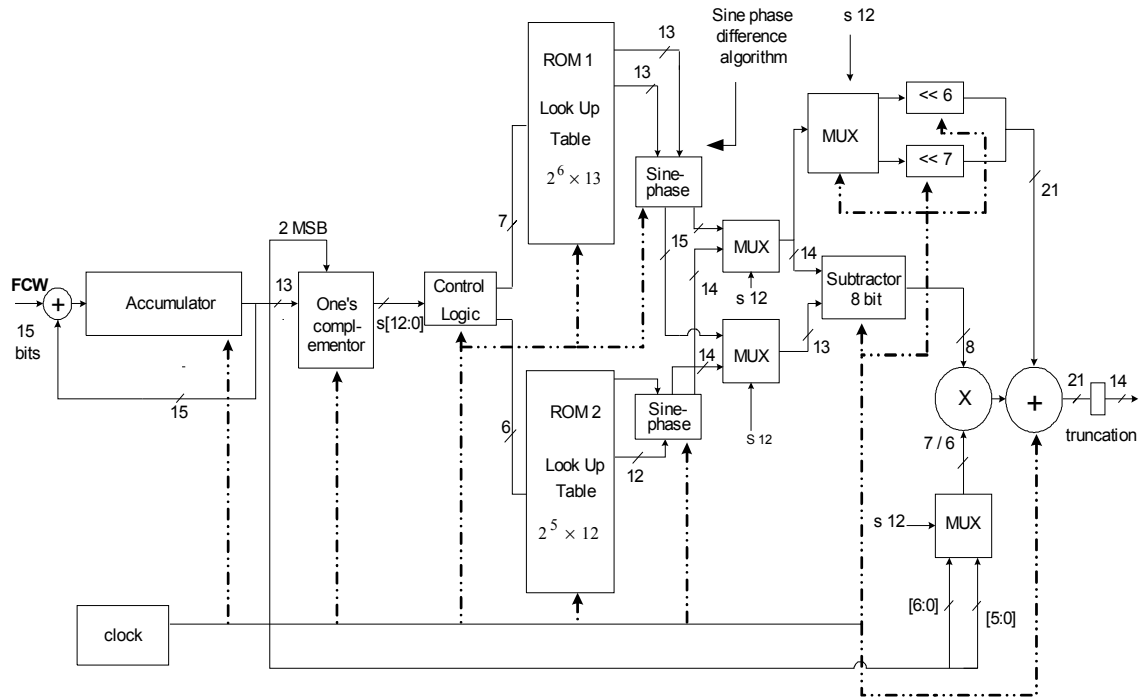 s 12
Sine phase
difference
algorithm
13
13
ROM 1
Look Up
Table
2^6 × 13
<< 6
MUX
<< 7
21
Sine-
phase
7
2 MSB
15
MUX
14
14
s 12
Subtractor
8 bit
FCW
+
Accumulator
13
One's
compl-
ementor
s[12:0]
Control
Logic
15
bits
15
MUX
13
14
S 12
8
X
+
21
14
truncation
7 / 6
ROM 2
Look Up
Table
2^5 × 12
6
Sine-phase
12
s 12
MUX
[6:0]
[5:0]
clock